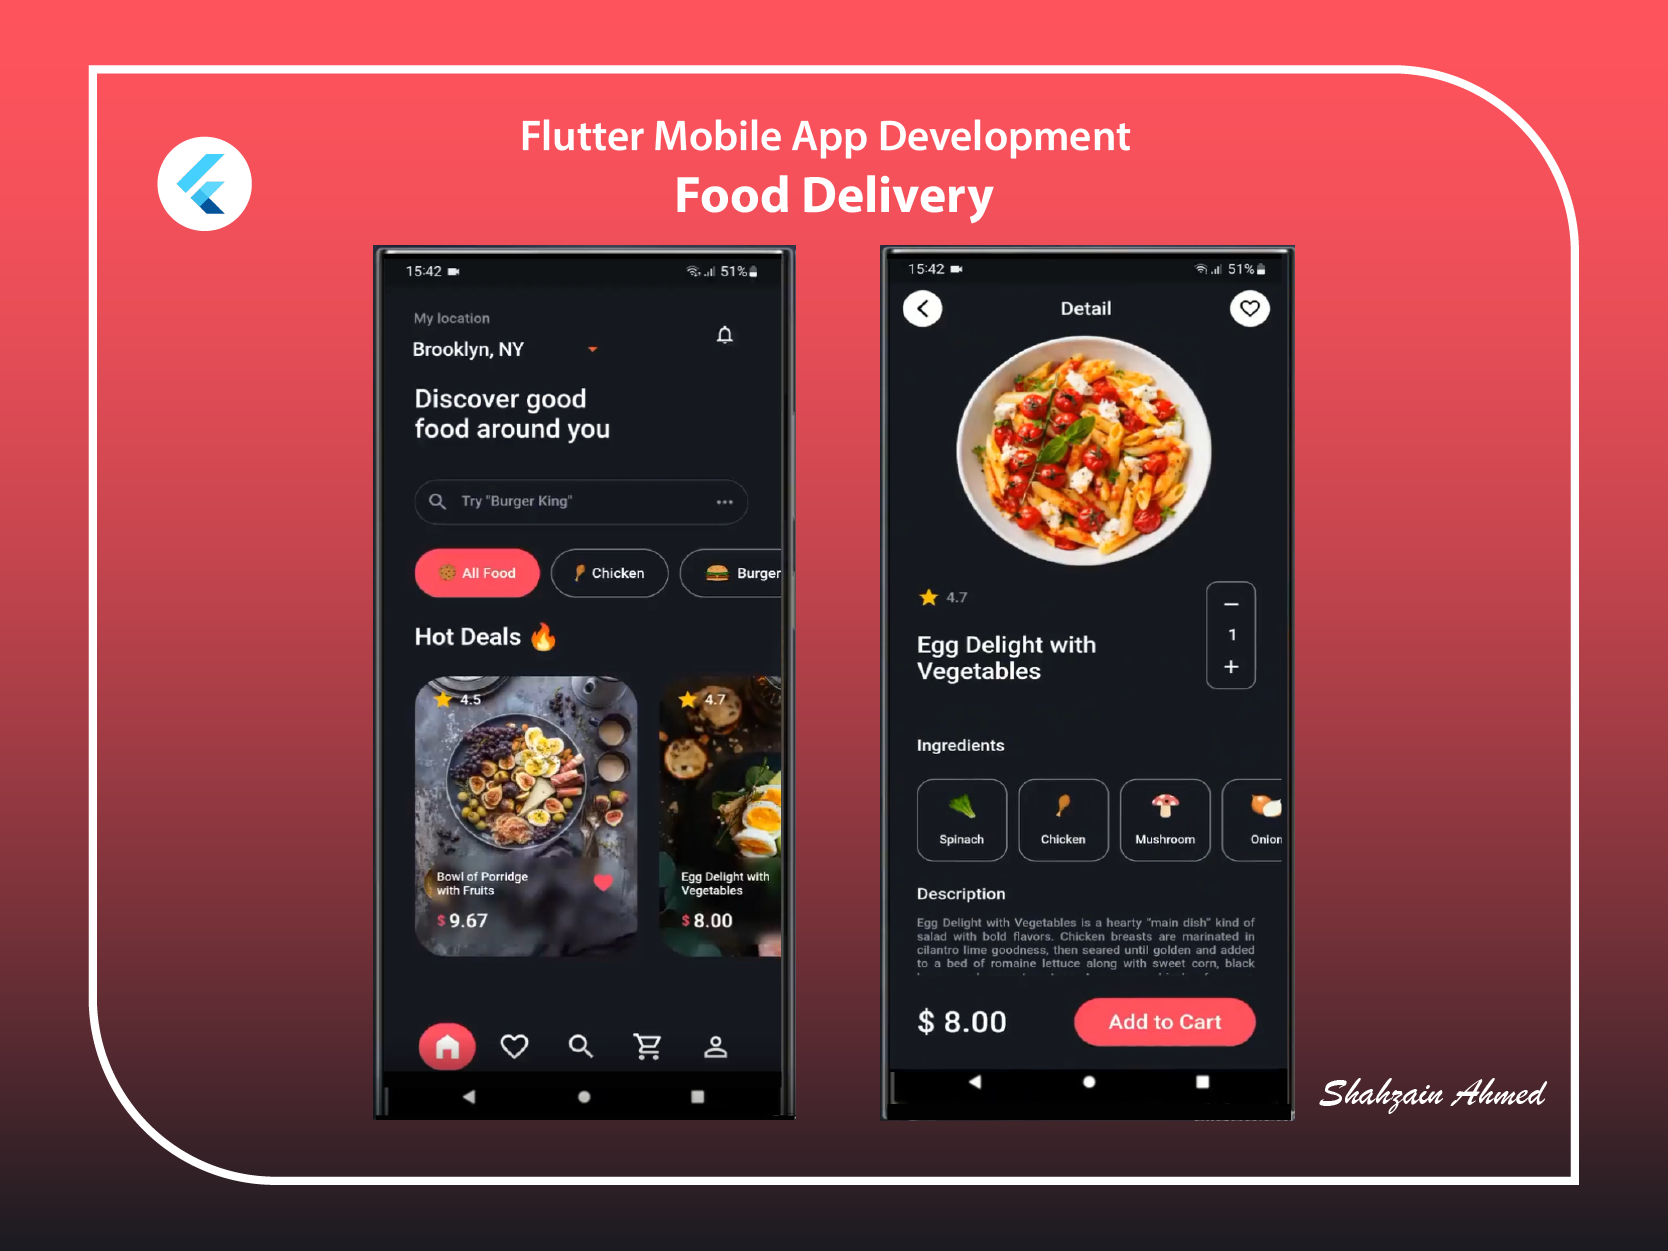 Flutter Mobile App Development
Food Delivery
15:42
51%
My location
Brooklyn, NY
Discover good
food around you
Try "Burger King"
All Food
Chicken
Burger
Hot Deals
4.5
4.7
Bowl of Porridge
with Fruits
$ 9.67
Egg Delight with
Vegetables
$ 8.00
15:42
51%
Detail
4.7
1
Egg Delight with
Vegetables
Ingredients
Spinach
Chicken
Mushroom
Onion
Description
Egg Delight with Vegetables is a hearty "main dish" kind of
salad with bold flavors. Chicken breasts are marinated in
cilantro lime goodness, then seared until golden and added
to a bed of romaine lettuce along with sweet corn, black
$ 8.00
Add to Cart
Shahzain Ahmed